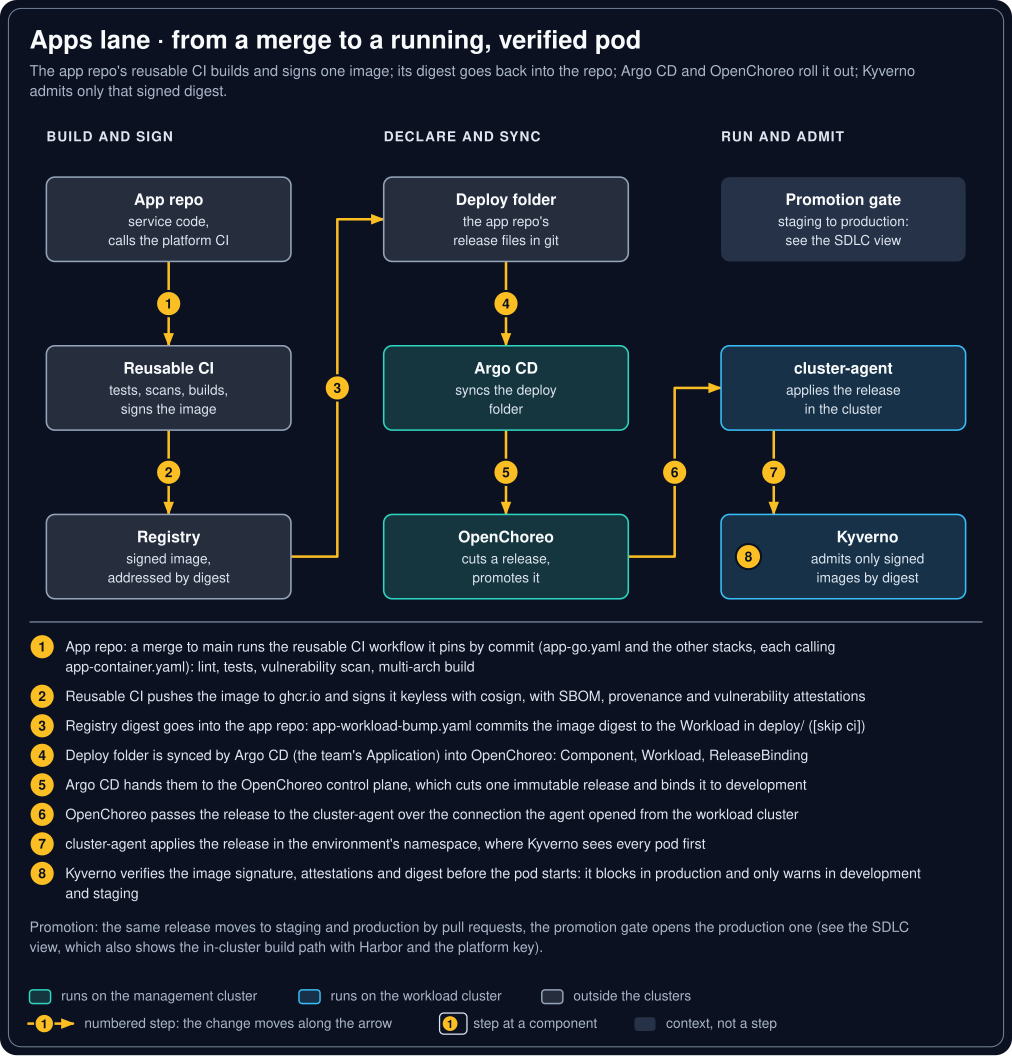 Apps lane · from a merge to a running, verified pod
The app repo's reusable CI builds and signs one image; its digest goes back into the repo; Argo CD and OpenChoreo roll it out; Kyverno
admits only that signed digest.
BUILD AND SIGN
DECLARE AND SYNC
RUN AND ADMIT
App repo
service code,
calls the platform CI
Deploy folder
the app repo's
release files in git
Promotion gate
staging to production:
see the SDLC view
1
4
Reusable CI
tests, scans, builds,
signs the image
3
Argo CD
syncs the deploy
folder
cluster-agent
applies the release
in the cluster
2
5
6
7
Registry
signed image,
addressed by digest
OpenChoreo
cuts a release,
promotes it
8
Kyverno
admits only signed
images by digest
1 App repo: a merge to main runs the reusable CI workflow it pins by commit (app-go.yaml and the other stacks, each calling
app-container.yaml): lint, tests, vulnerability scan, multi-arch build
2 Reusable CI pushes the image to ghcr.io and signs it keyless with cosign, with SBOM, provenance and vulnerability attestations
3 Registry digest goes into the app repo: app-workload-bump.yaml commits the image digest to the Workload in deploy/ ([skip ci])
4 Deploy folder is synced by Argo CD (the team's Application) into OpenChoreo: Component, Workload, ReleaseBinding
5 Argo CD hands them to the OpenChoreo control plane, which cuts one immutable release and binds it to development
6 OpenChoreo passes the release to the cluster-agent over the connection the agent opened from the workload cluster
7 cluster-agent applies the release in the environment's namespace, where Kyverno sees every pod first
8 Kyverno verifies the image signature, attestations and digest before the pod starts: it blocks in production and only warns in development
and staging
Promotion: the same release moves to staging and production by pull requests, the promotion gate opens the production one (see the SDLC
view, which also shows the in-cluster build path with Harbor and the platform key).
runs on the management cluster
runs on the workload cluster
outside the clusters
1 numbered step: the change moves along the arrow
1 step at a component
context, not a step